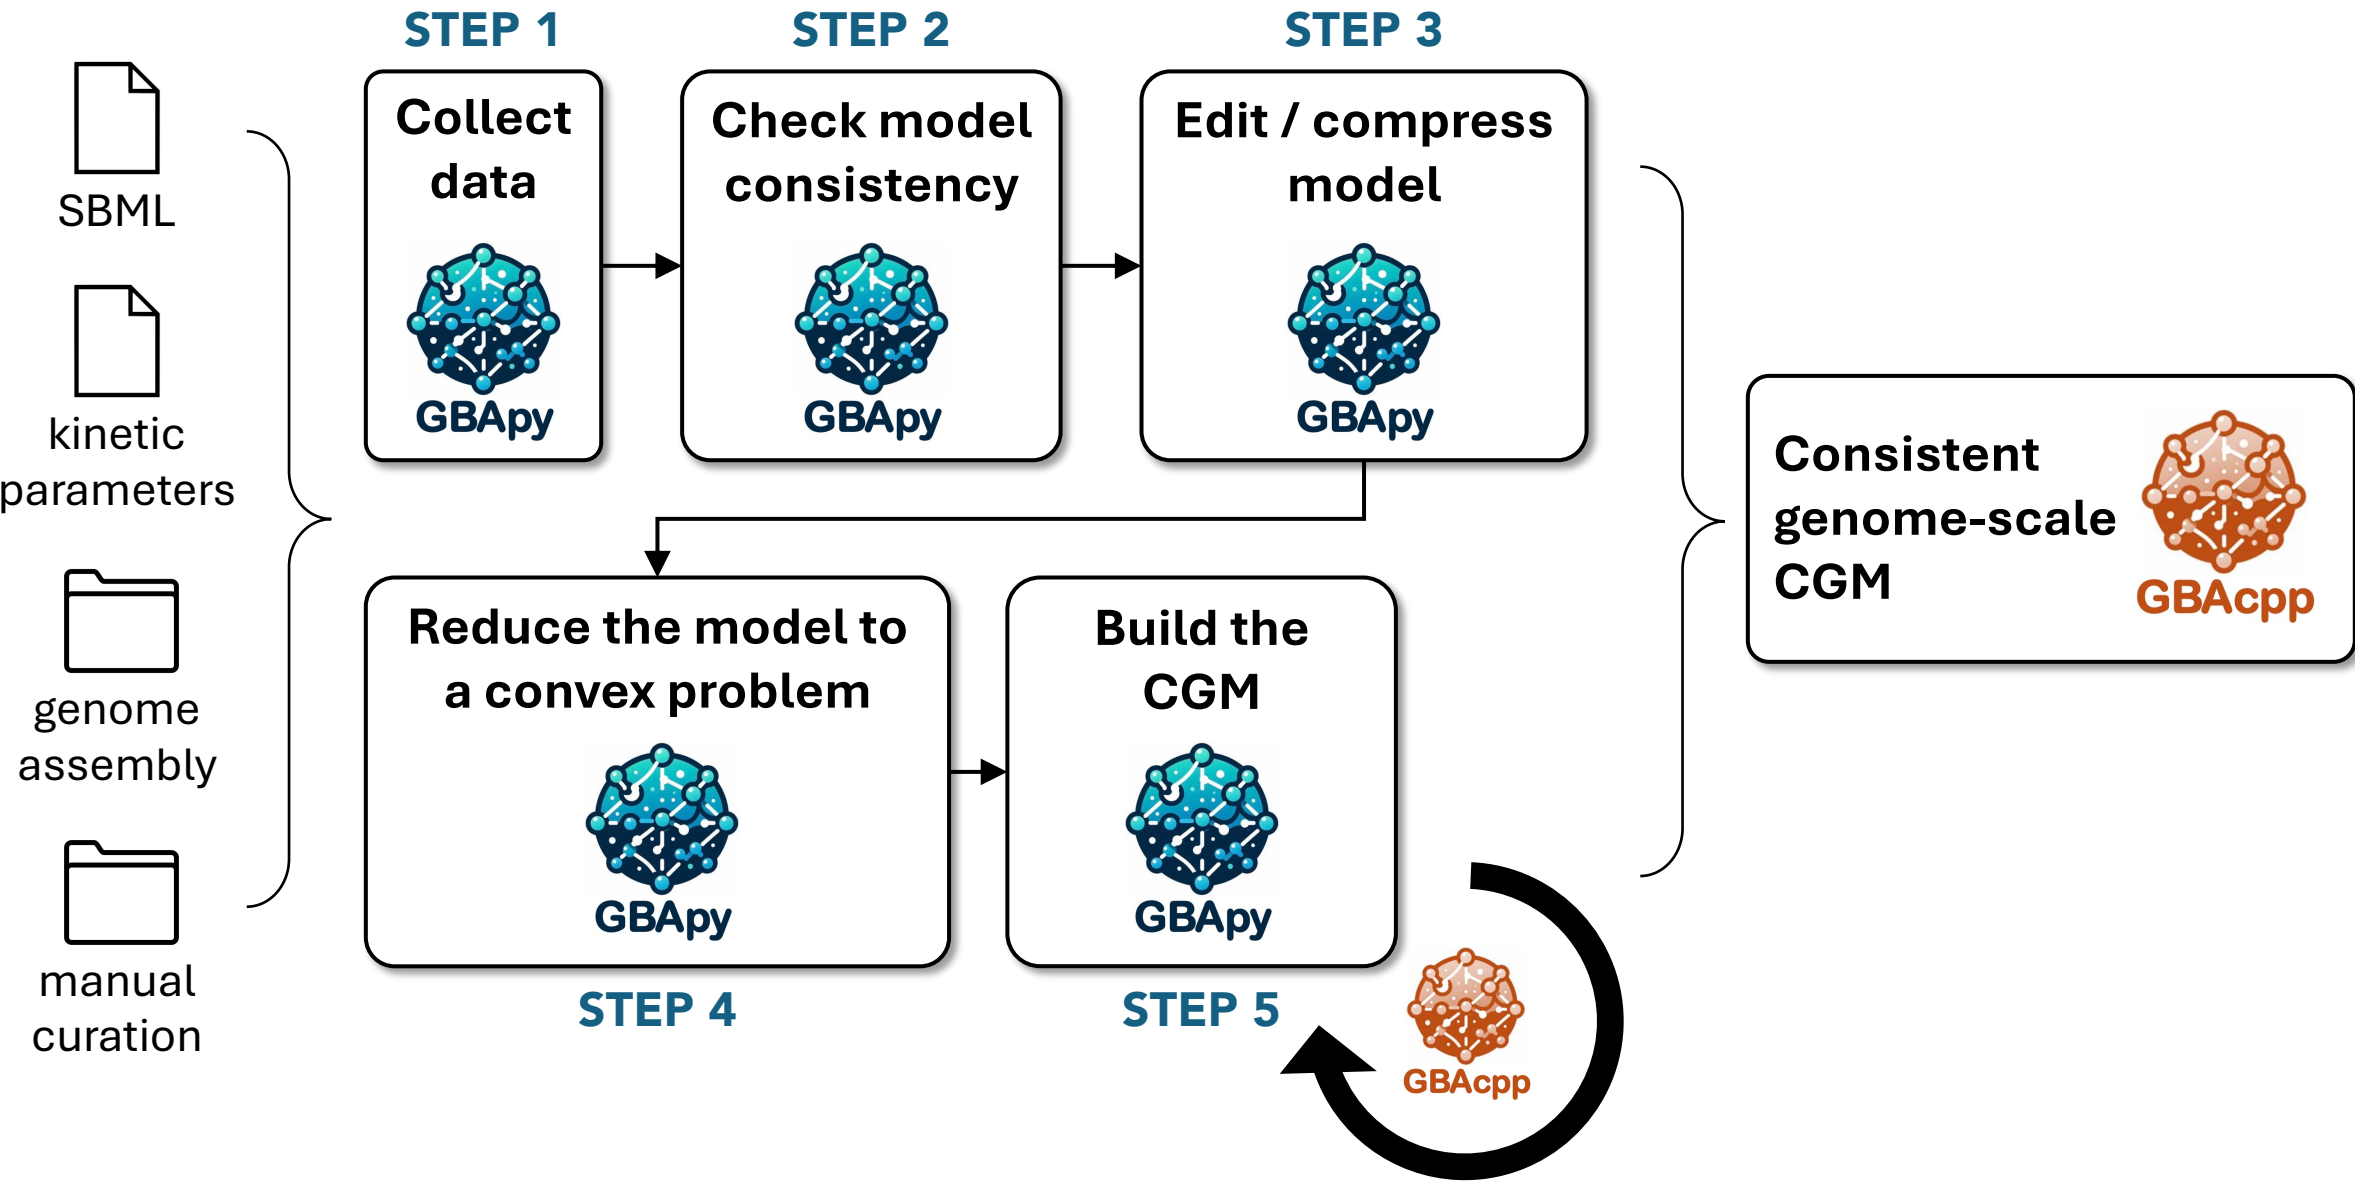 STEP 1
STEP 2
STEP 3
SBML
kinetic
parameters
genome
assembly
manual
curation
Collect
data
GBApy
Check model
consistency
GBApy
Edit / compress
model
GBApy
Reduce the model to
a convex problem
GBApy
STEP 4
Build the
CGM
GBApy
STEP 5
GBAcpp
Consistent
genome-scale
CGM
GBAcpp